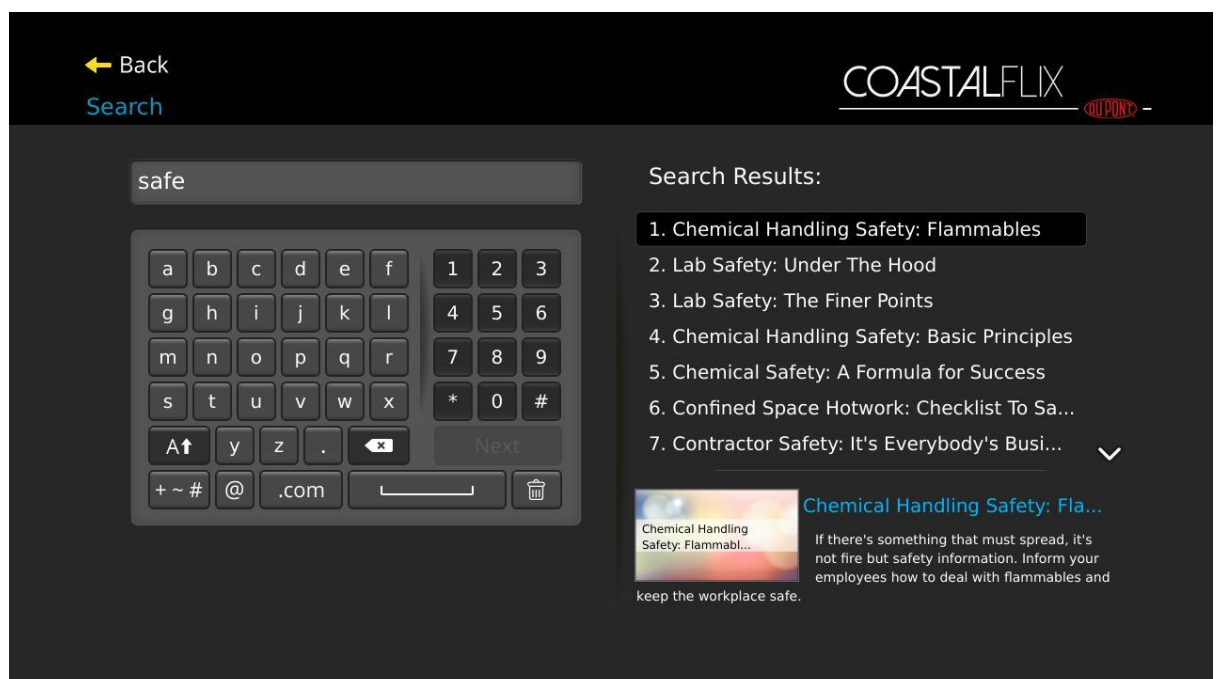 Back
Search
COASTALFLIX
DUPONT
safe
a b c d e f 1 2 3
g h i j k l 4 5 6
m n o p q r 7 8 9
s t u v w x * 0 #
A y z . Next
+ ~ # @ .com
Search Results:
1. Chemical Handling Safety: Flammables
2. Lab Safety: Under The Hood
3. Lab Safety: The Finer Points
4. Chemical Handling Safety: Basic Principles
5. Chemical Safety: A Formula for Success
6. Confined Space Hotwork: Checklist To Sa...
7. Contractor Safety: It's Everybody's Busi...
Chemical Handling
Safety: Flammabl...
Chemical Handling Safety: Fla...
If there's something that must spread, it's
not fire but safety information. Inform your
employees how to deal with flammables and
keep the workplace safe.